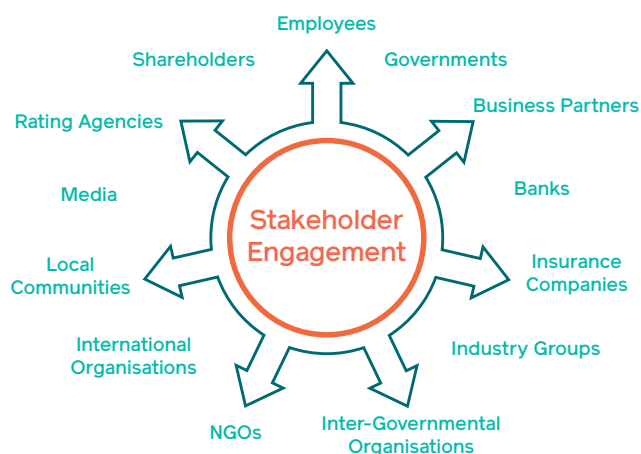 Employees
Shareholders
Governments
Rating Agencies
Business Partners
Media
Banks
Stakeholder
Engagement
Local
Communities
Insurance
Companies
International
Organisations
Industry Groups
NGOs
Inter-Governmental
Organisations